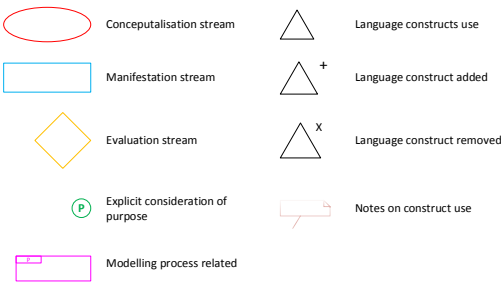 Conceputalisation stream
Language constructs use
Manifestation stream
+
Language construct added
Evaluation stream
X
Language construct removed
P
Explicit consideration of
purpose
Notes on construct use
P
Modelling process related